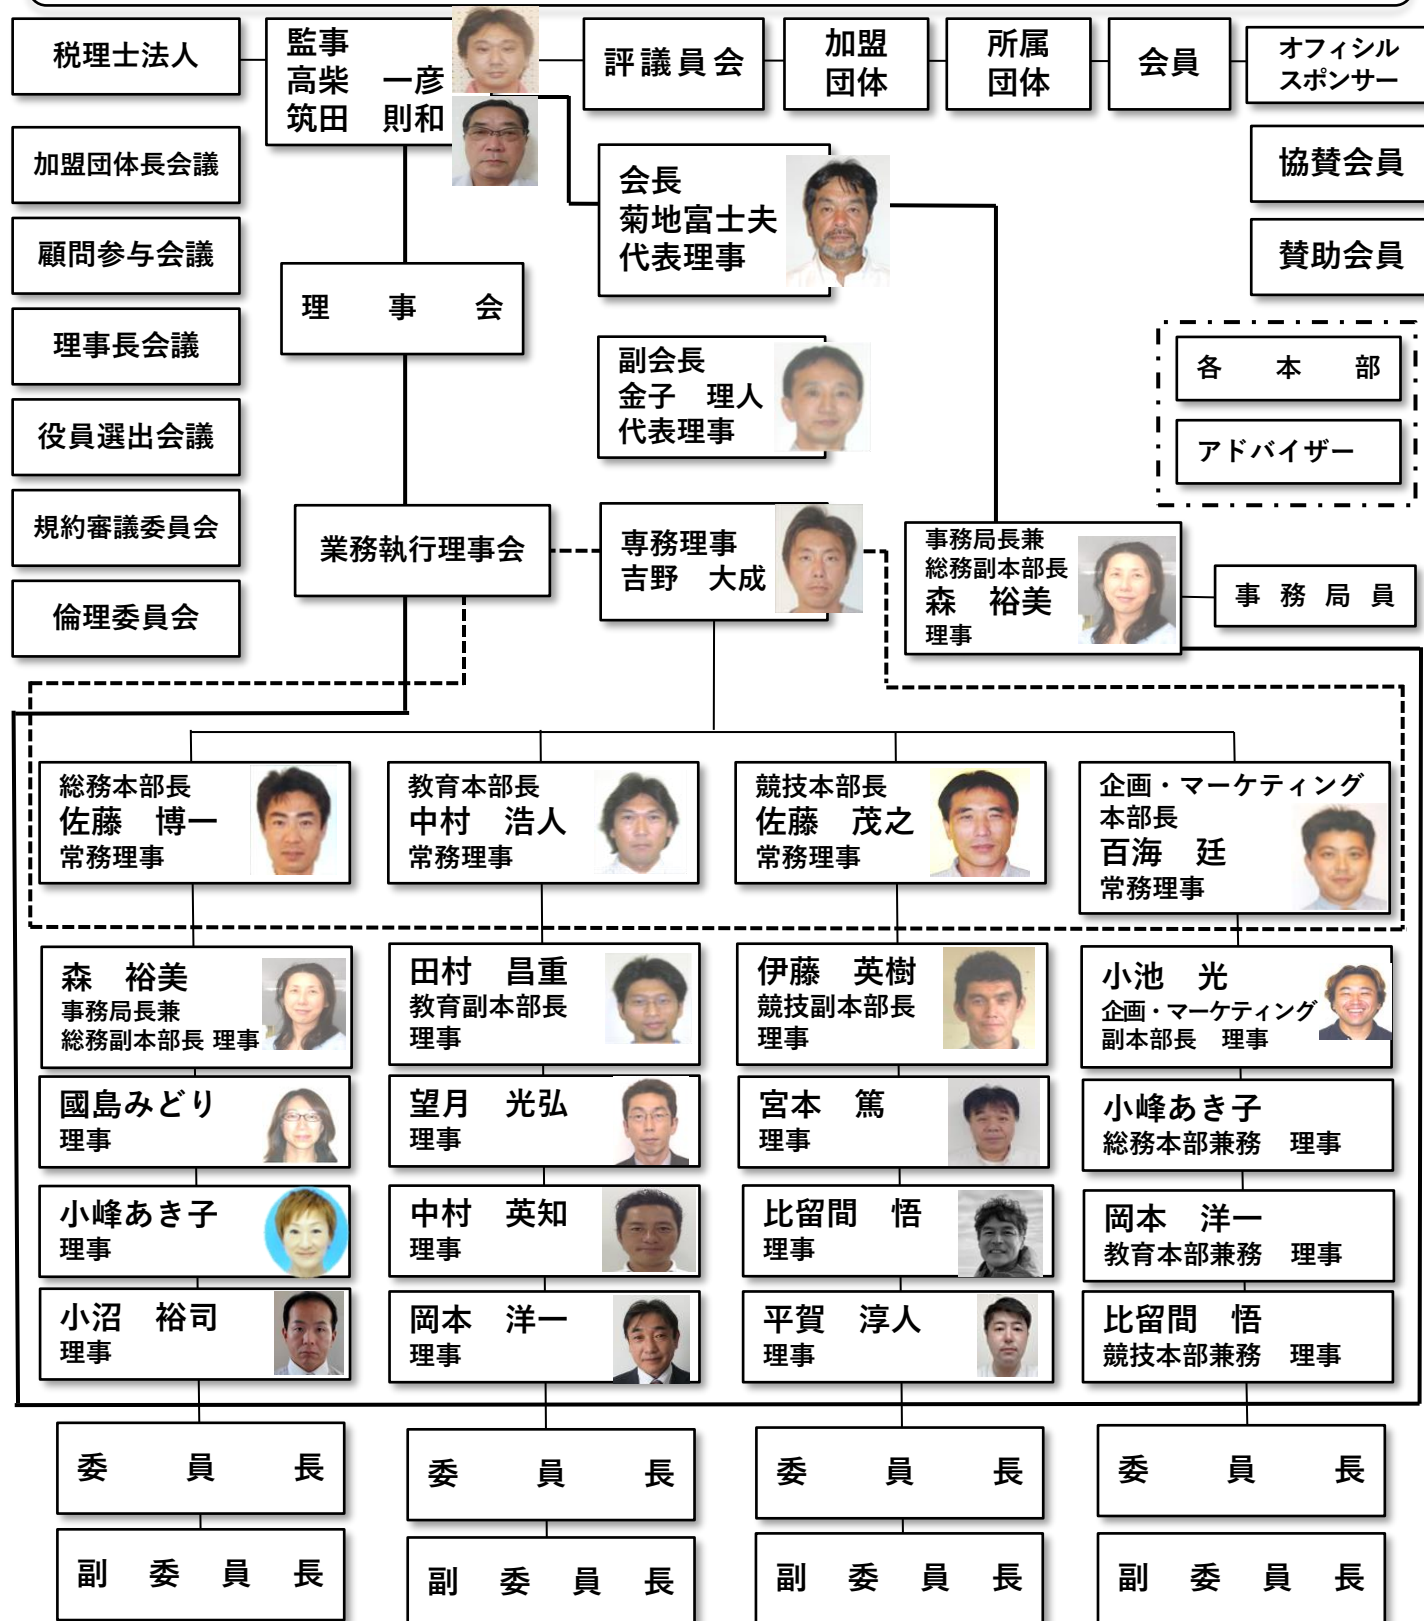 税理士法人
監事
高柴　一彦
筑田　則和
評議員会
加盟
団体
所属
団体
会員
オフィシル
スポンサー
加盟団体長会議
顧問参与会議
理事長会議
役員選出会議
規約審議委員会
倫理委員会
会長
菊地富士夫
代表理事
協賛会員
賛助会員
理　事　会
副会長
金子　理人
代表理事
各　本　部
アドバイザー
業務執行理事会
専務理事
吉野　大成
事務局長兼
総務副本部長
森　裕美
理事
事 務 局 員
総務本部長
佐藤　博一
常務理事
教育本部長
中村　浩人
常務理事
競技本部長
佐藤　茂之
常務理事
企画・マーケティング
本部長
百海　廷
常務理事
森　裕美
事務局長兼
総務副本部長 理事
田村　昌重
教育副本部長
理事
伊藤　英樹
競技副本部長
理事
小池　光
企画・マーケティング
副本部長　理事
國島みどり
理事
望月　光弘
理事
宮本　篤
理事
小峰あき子
総務本部兼務　理事
小峰あき子
理事
中村　英知
理事
比留間　悟
理事
岡本　洋一
教育本部兼務　理事
小沼　裕司
理事
岡本　洋一
理事
平賀　淳人
理事
比留間　悟
競技本部兼務　理事
委　員　長
委　員　長
委　員　長
委　員　長
副 委 員 長
副 委 員 長
副 委 員 長
副 委 員 長